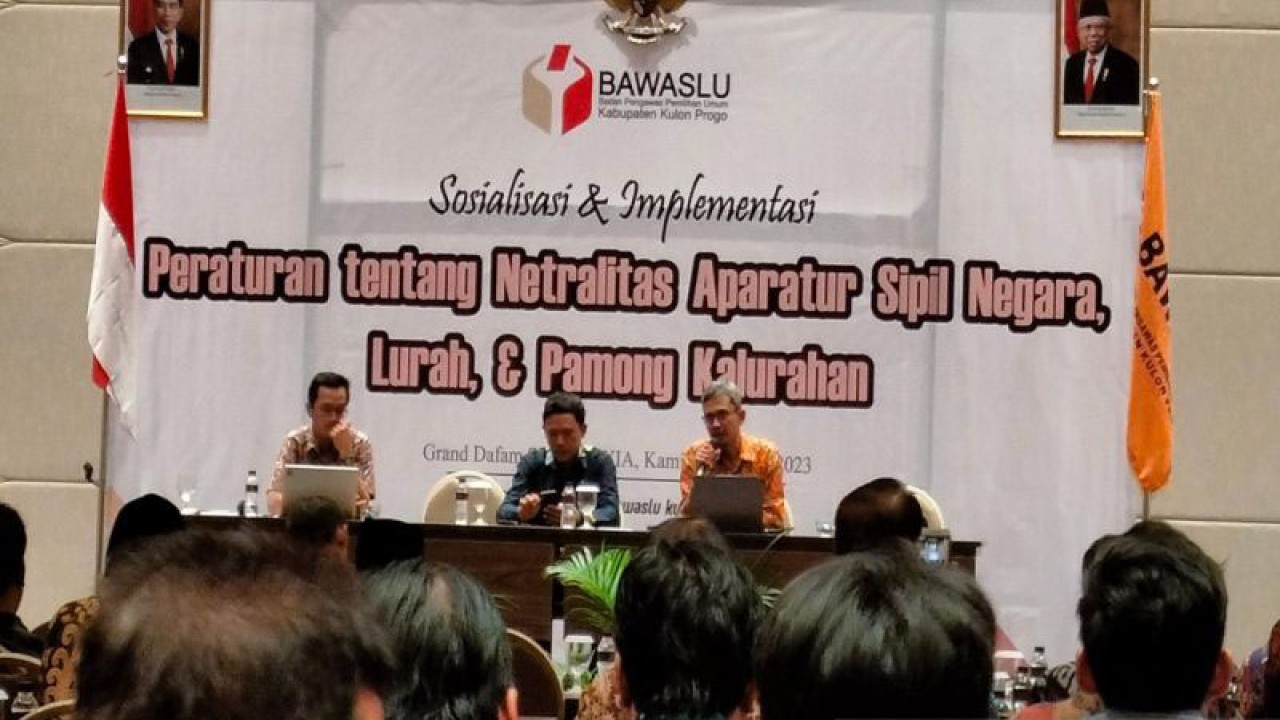 BAWASLU
Badan Pengawas Pemilihan Umum
Kabupaten Kulon Progo
Sosialisasi & Implementasi
Peraturan tentang Netralitas Aparatur Sipil Negara,
Lurah, & Pamong Kalurahan
Grand Dafam KIA, 2023